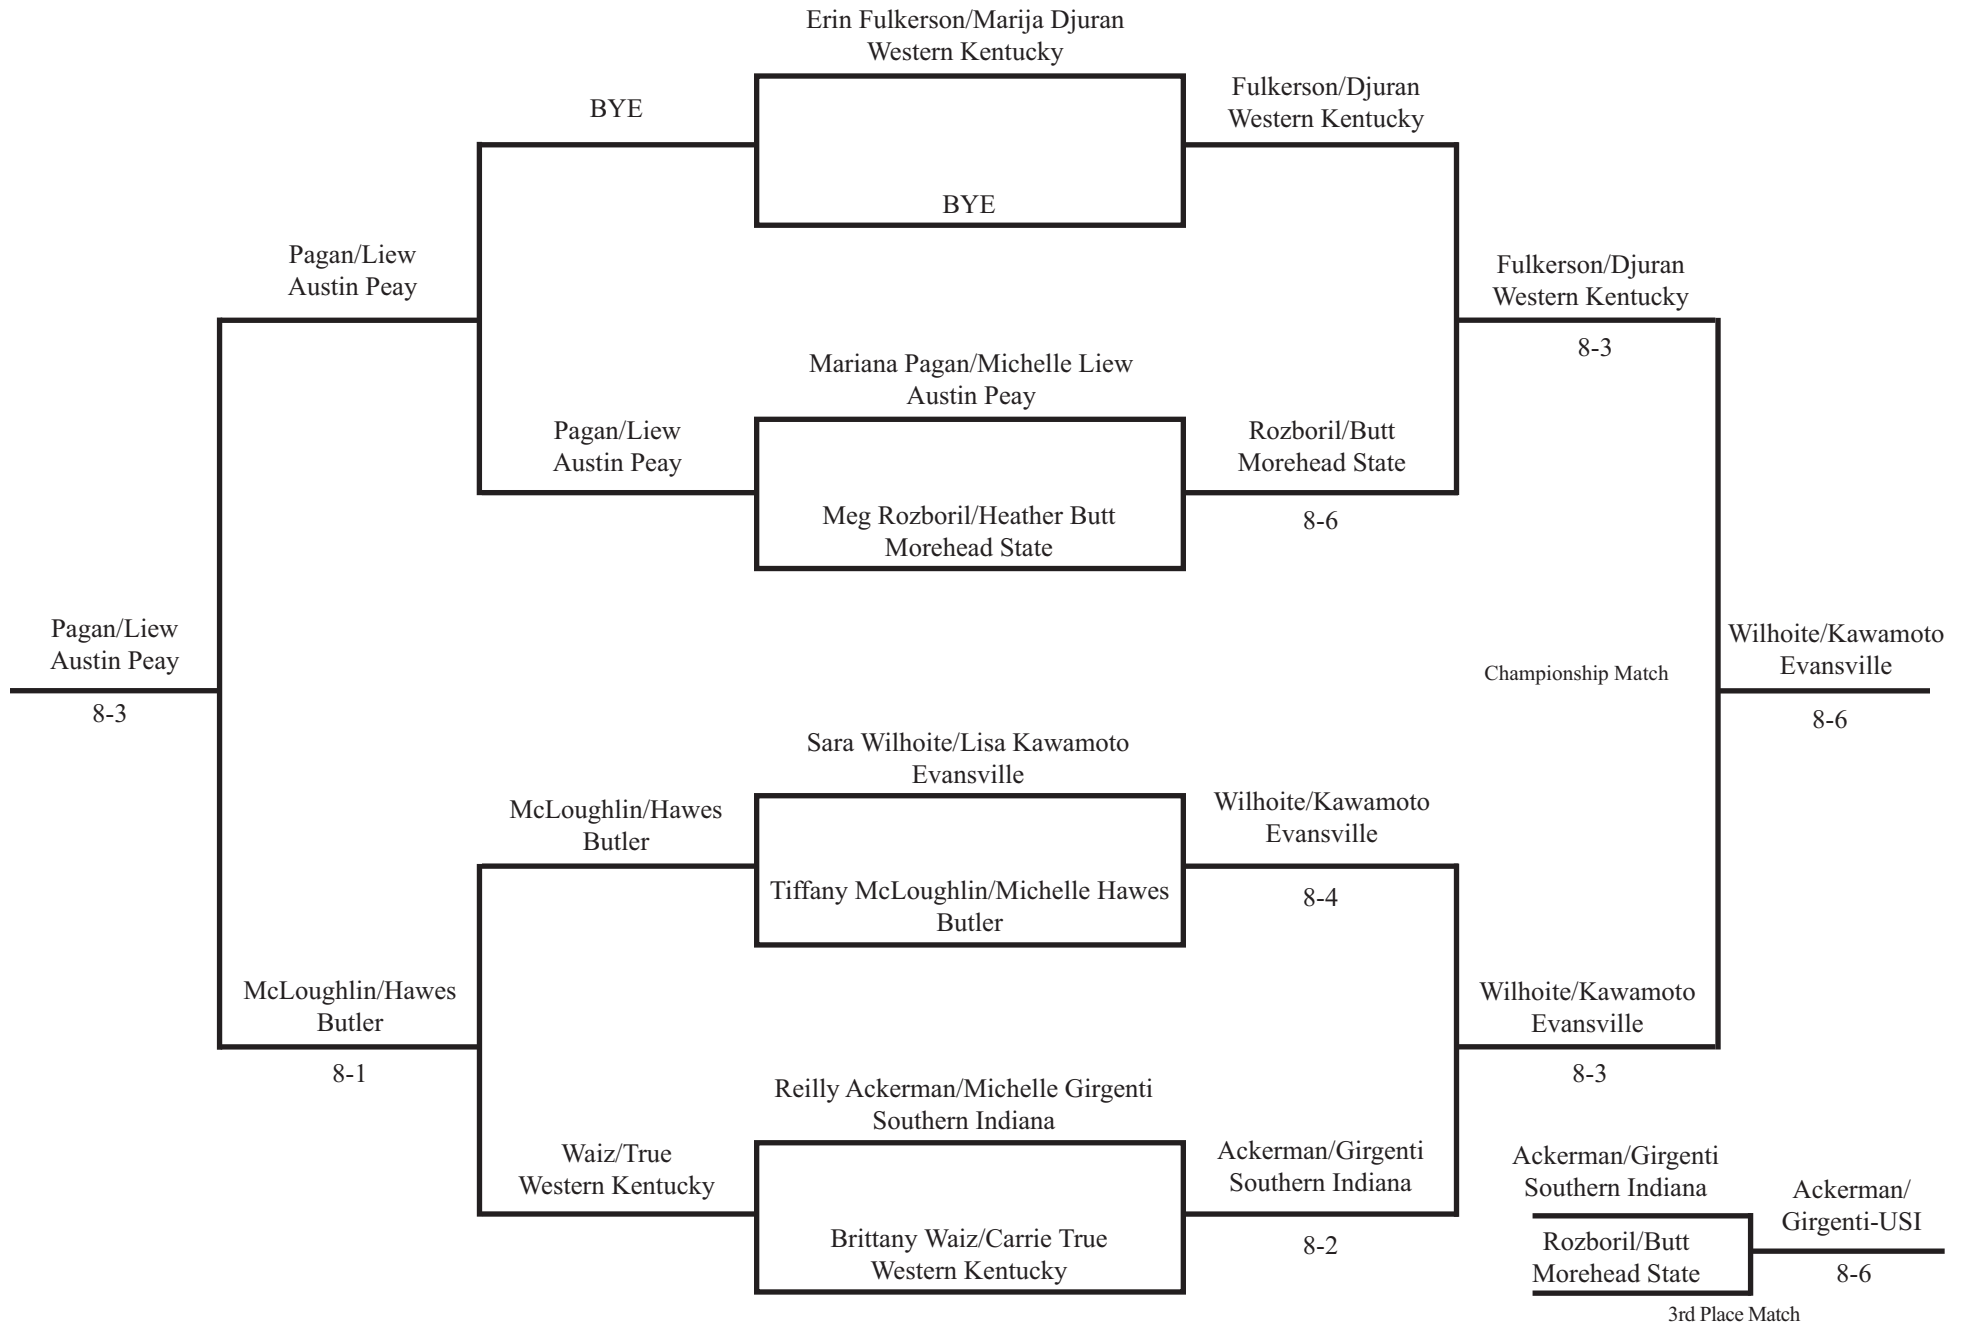 Erin Fulkerson/Marija Djuran
Western Kentucky
BYE
Fulkerson/Djuran
Western Kentucky
BYE
Pagan/Liew
Austin Peay
Fulkerson/Djuran
Western Kentucky
8-3
Mariana Pagan/Michelle Liew
Austin Peay
Pagan/Liew
Austin Peay
Rozboril/Butt
Morehead State
Meg Rozboril/Heather Butt
Morehead State
8-6
Pagan/Liew
Austin Peay
8-3
Championship Match
Wilhoite/Kawamoto
Evansville
8-6
Sara Wilhoite/Lisa Kawamoto
Evansville
McLoughlin/Hawes
Butler
Wilhoite/Kawamoto
Evansville
Tiffany McLoughlin/Michelle Hawes
Butler
8-4
McLoughlin/Hawes
Butler
8-1
Wilhoite/Kawamoto
Evansville
8-3
Reilly Ackerman/Michelle Girgenti
Southern Indiana
Waiz/True
Western Kentucky
Ackerman/Girgenti
Southern Indiana
Brittany Waiz/Carrie True
Western Kentucky
8-2
Ackerman/Girgenti
Southern Indiana
Rozboril/Butt
Morehead State
Ackerman/
Girgenti-USI
8-6
3rd Place Match